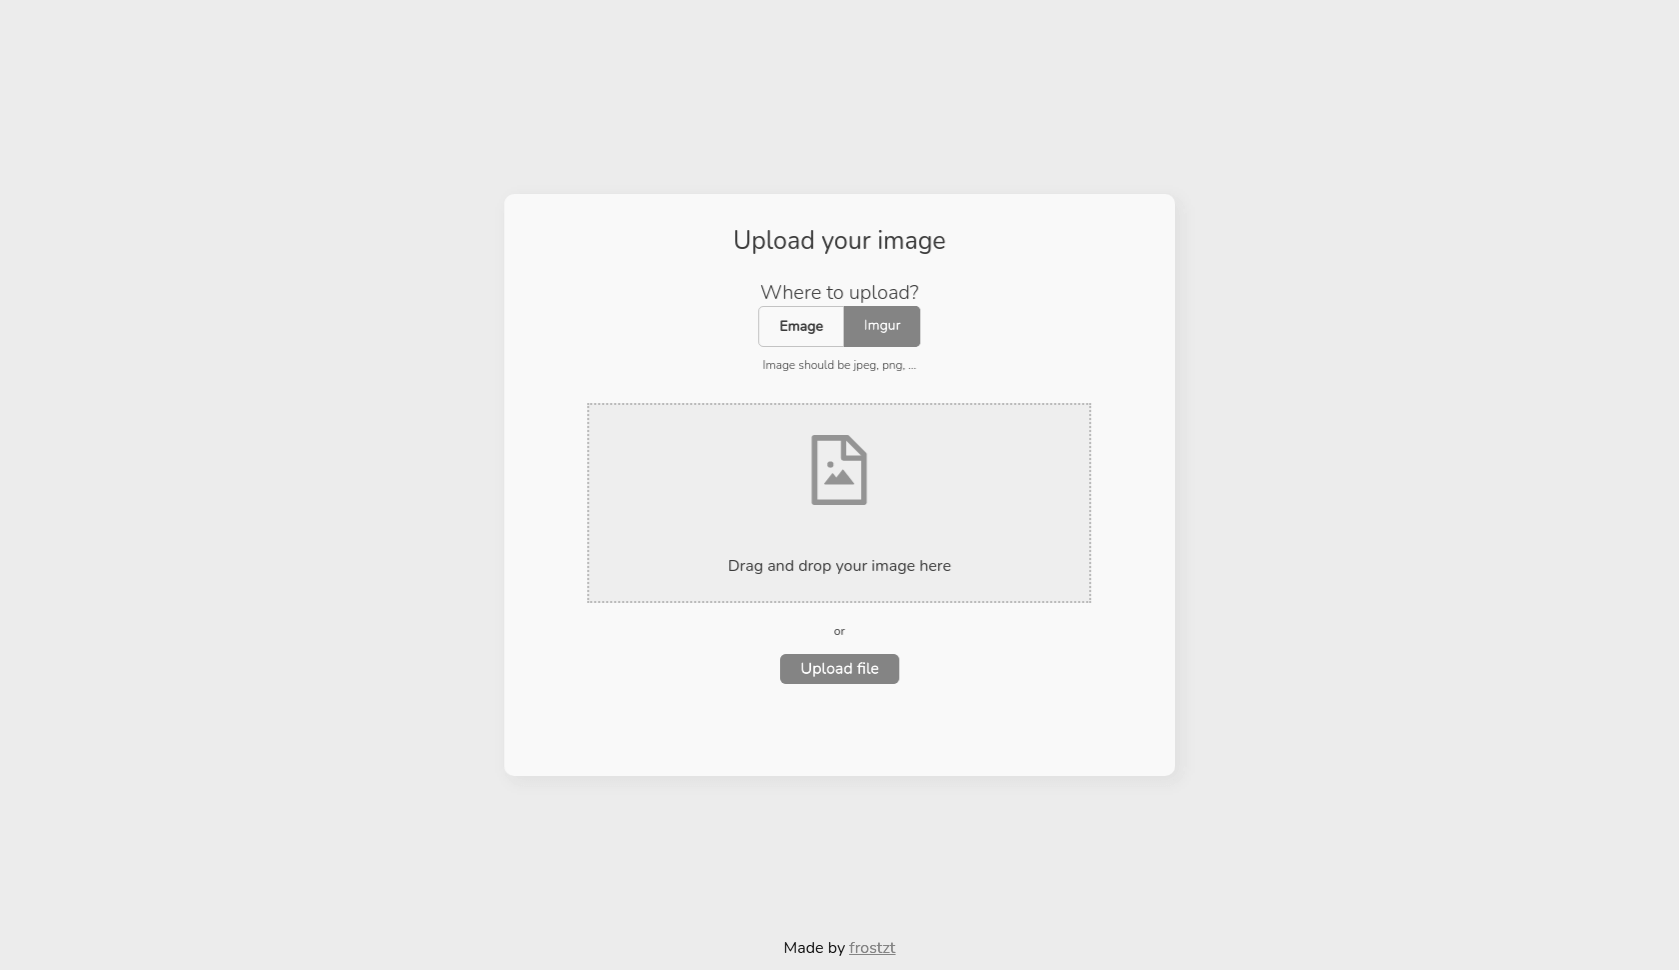 Upload your image
Where to upload?
Emage Imgur
Image should be jpeg, png, ...
Drag and drop your image here
or
Upload file
Made by frostzt